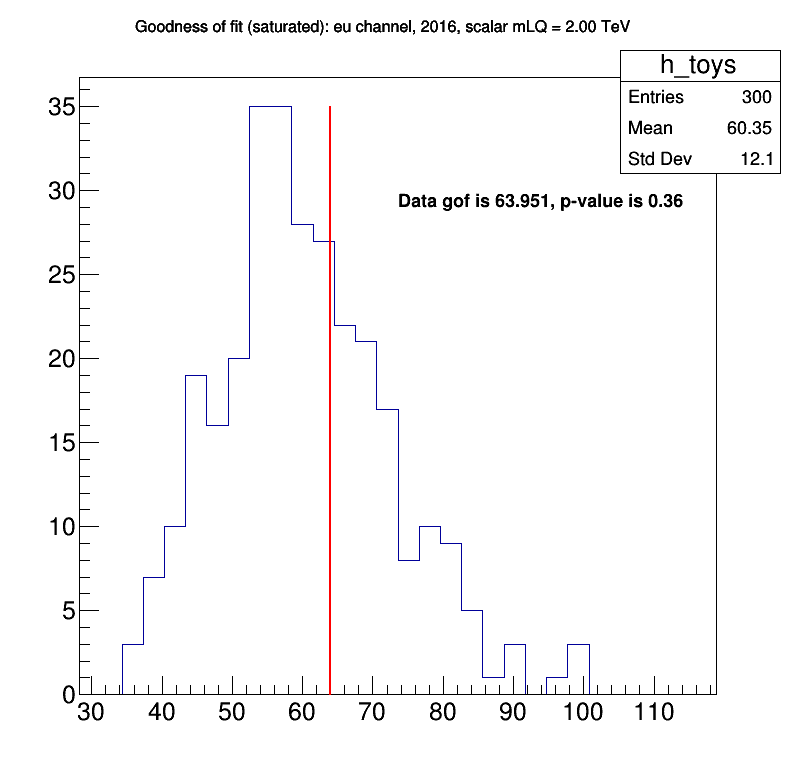 Goodness of fit (saturated): eu channel, 2016, scalar mLQ = 2.00 TeV
h_toys
Entries 300
Mean 60.35
Std Dev 12.1
Data gof is 63.951, p-value is 0.36
35
30
25
20
15
10
5
0
30 40 50 60 70 80 90 100 110